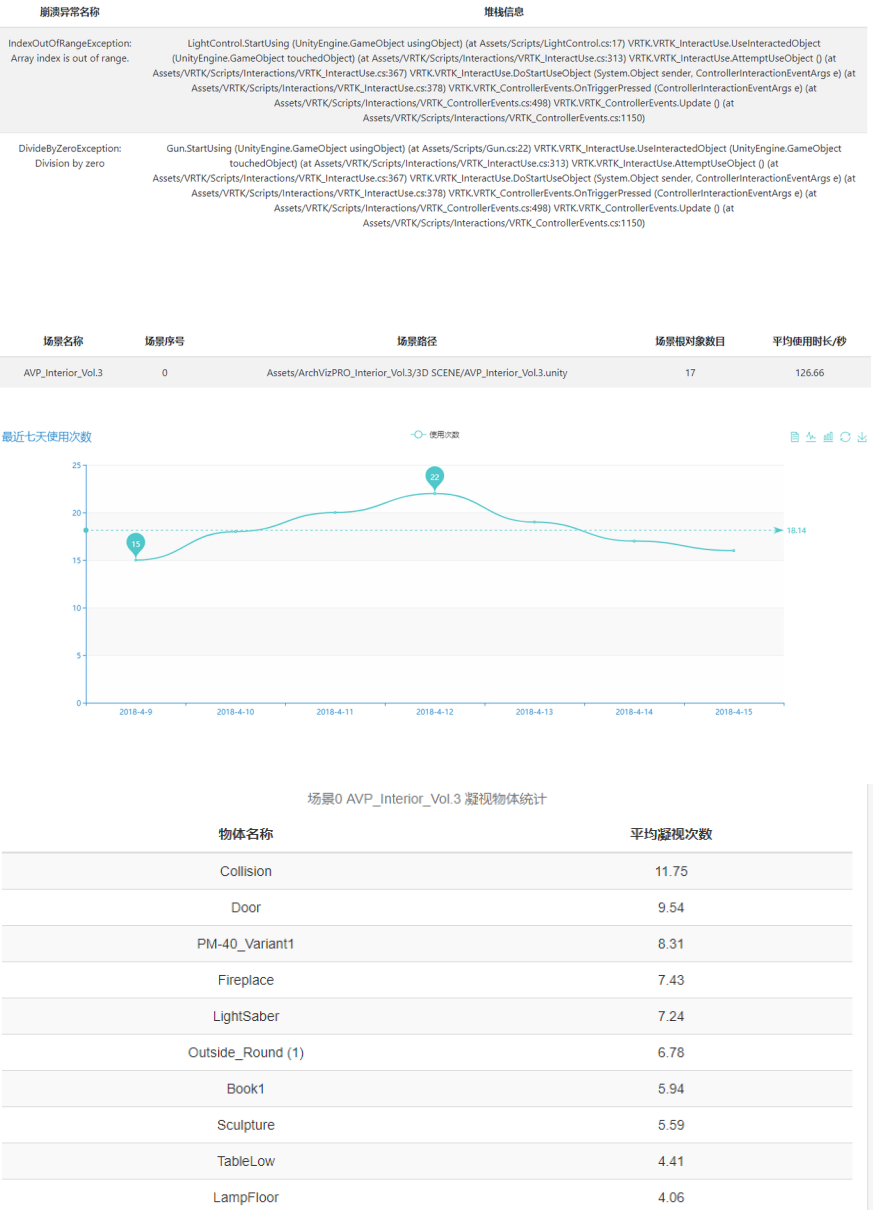 崩溃异常名称 堆栈信息
IndexOutOfRangeException: Array index is out of range.
LightControl.StartUsing (UnityEngine.GameObject usingObject) (at Assets/Scripts/LightControl.cs:17) VRTK.VRTK_InteractUse.UseInteractedObject
(UnityEngine.GameObject touchedObject) (at Assets/VRTK/Scripts/Interactions/VRTK_InteractUse.cs:313) VRTK.VRTK_InteractUse.AttemptUseObject () (at
Assets/VRTK/Scripts/Interactions/VRTK_InteractUse.cs:367) VRTK.VRTK_InteractUse.DoStartUseObject (System.Object sender, ControllerInteractionEventArgs e) (at
Assets/VRTK/Scripts/Interactions/VRTK_InteractUse.cs:378) VRTK.VRTK_ControllerEvents.OnTriggerPressed (ControllerInteractionEventArgs e) (at
Assets/VRTK/Scripts/Interactions/VRTK_ControllerEvents.cs:498) VRTK.VRTK_ControllerEvents.Update () (at
Assets/VRTK/Scripts/Interactions/VRTK_ControllerEvents.cs:1150)
DivideByZeroException:
Division by zero
Gun.StartUsing (UnityEngine.GameObject usingObject) (at Assets/Scripts/Gun.cs:22) VRTK.VRTK_InteractUse.UseInteractedObject (UnityEngine.GameObject
touchedObject) (at Assets/VRTK/Scripts/Interactions/VRTK_InteractUse.cs:313) VRTK.VRTK_InteractUse.AttemptUseObject () (at
Assets/VRTK/Scripts/Interactions/VRTK_InteractUse.cs:367) VRTK.VRTK_InteractUse.DoStartUseObject (System.Object sender, ControllerInteractionEventArgs e) (at
Assets/VRTK/Scripts/Interactions/VRTK_InteractUse.cs:378) VRTK.VRTK_ControllerEvents.OnTriggerPressed (ControllerInteractionEventArgs e) (at
Assets/VRTK/Scripts/Interactions/VRTK_ControllerEvents.cs:498) VRTK.VRTK_ControllerEvents.Update () (at
Assets/VRTK/Scripts/Interactions/VRTK_ControllerEvents.cs:1150)
场景名称 场景序号 场景路径 场景根对象数目 平均使用时长/秒
AVP_Interior_Vol.3 0 Assets/ArchVizPRO_Interior_Vol.3/3D SCENE/AVP_Interior_Vol.3.unity 17 126.66
最近七天使用次数 使用次数
25
22
20
18.14
15
15
10
5
0
2018-4-9 2018-4-10 2018-4-11 2018-4-12 2018-4-13 2018-4-14 2018-4-15
场景0 AVP_Interior_Vol.3 凝视物体统计
物体名称 平均凝视次数
Collision 11.75
Door 9.54
PM-40_Variant1 8.31
Fireplace 7.43
LightSaber 7.24
Outside_Round (1) 6.78
Book1 5.94
Sculpture 5.59
TableLow 4.41
LampFloor 4.06